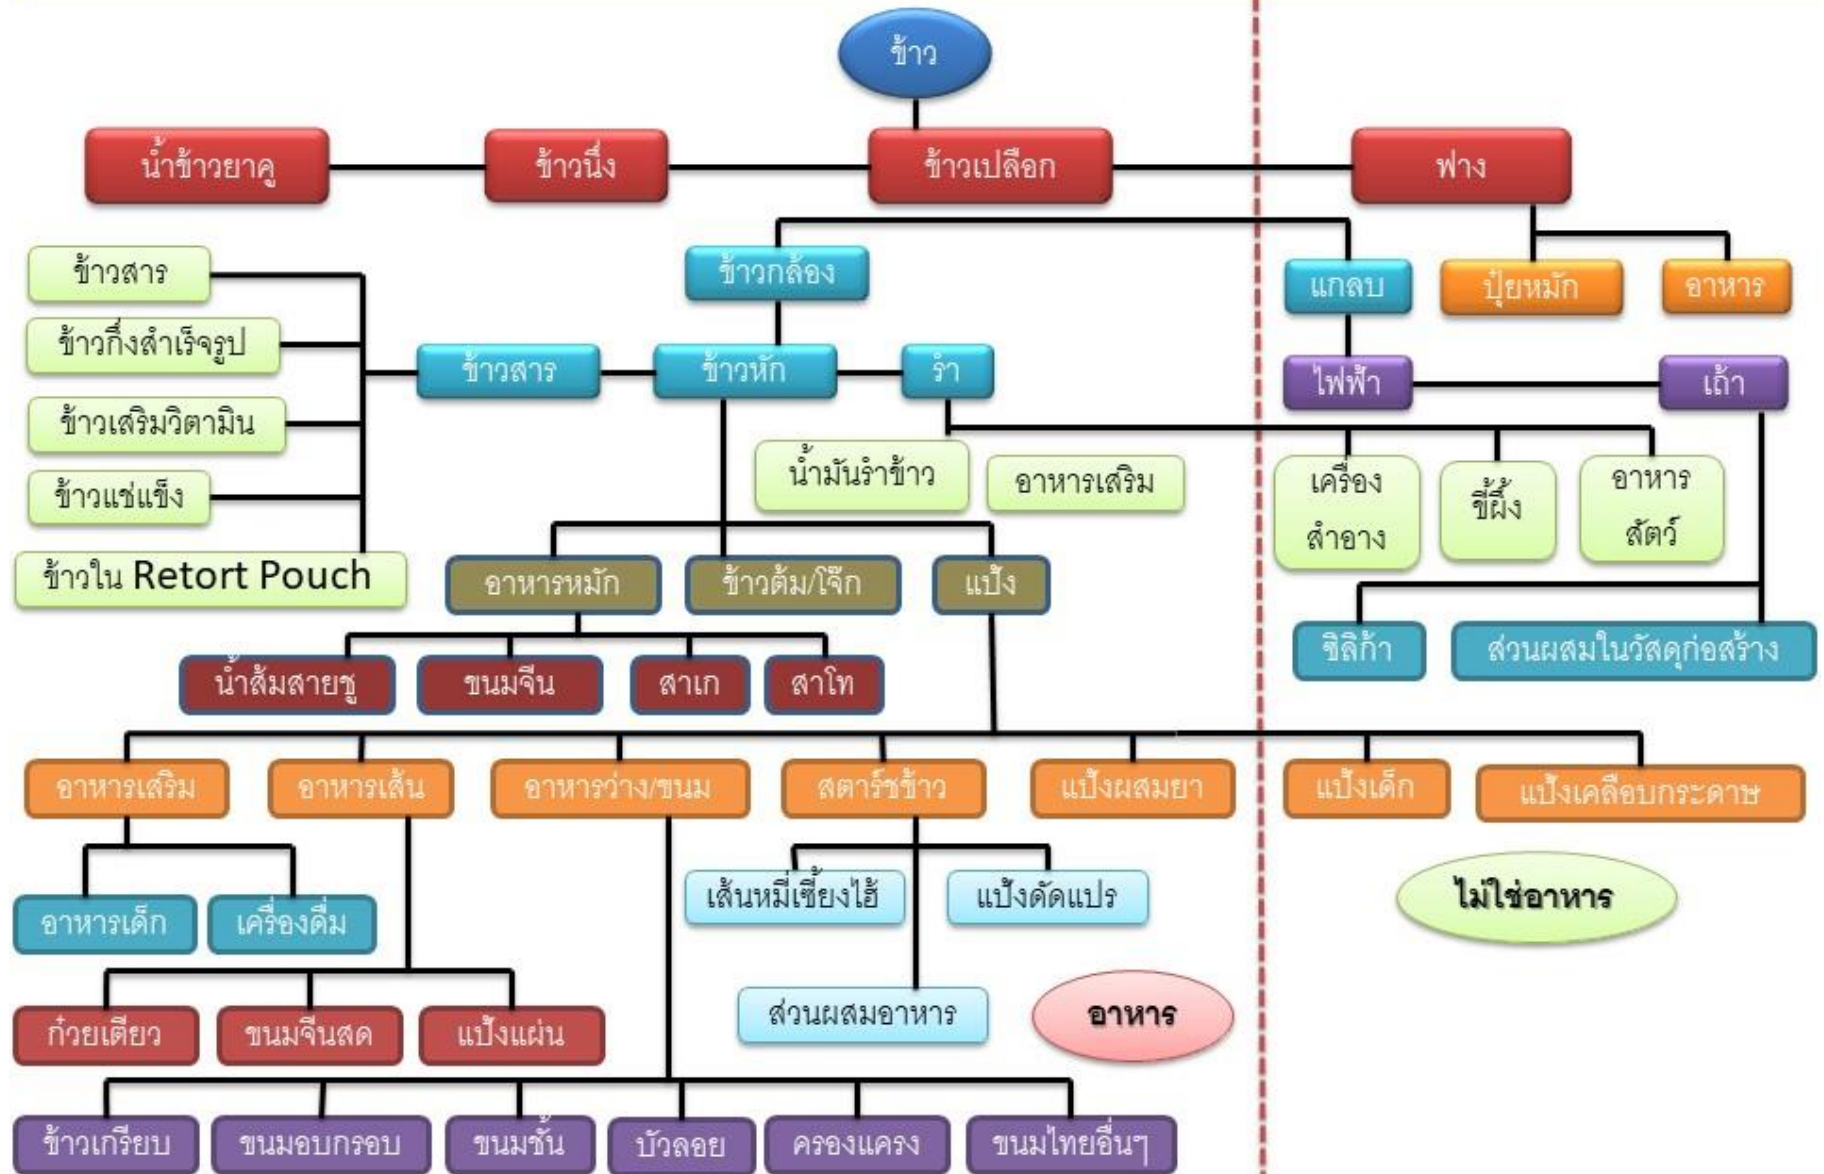 ข้าว
น้ำข้าวยาคู
ข้าวนึ่ง
ข้าวเปลือก
ฟาง
ข้าวสาร
ข้าวกล้อง
แกลบ
ปุ๋ยหมัก
อาหาร
ข้าวกึ่งสำเร็จรูป
ข้าวสาร
ข้าวหัก
รำ
ไฟฟ้า
เถ้า
ข้าวเสริมวิตามิน
น้ำมันรำข้าว
อาหารเสริม
เครื่อง
สำอาง
ขี้ผึ้ง
อาหาร
สัตว์
ข้าวแช่แข็ง
ข้าวใน Retort Pouch
อาหารหมัก
ข้าวต้ม/โจ๊ก
แป้ง
น้ำส้มสายชู
ขนมจีน
สาเก
สาโท
ซิลิก้า
ส่วนผสมในวัสดุก่อสร้าง
อาหารเสริม
อาหารเส้น
อาหารว่าง/ขนม
สตาร์ชข้าว
แป้งผสมยา
แป้งเด็ก
แป้งเคลือบกระดาษ
อาหารเด็ก
เครื่องดื่ม
เส้นหมี่เซี้ยงไฮ้
แป้งดัดแปร
ไม่ใช่อาหาร
ก๋วยเตียว
ขนมจีนสด
แป้งแผ่น
ส่วนผสมอาหาร
อาหาร
ข้าวเกรียบ
ขนมอบกรอบ
ขนมชั้น
บัวลอย
ครองแครง
ขนมไทยอื่นๆ